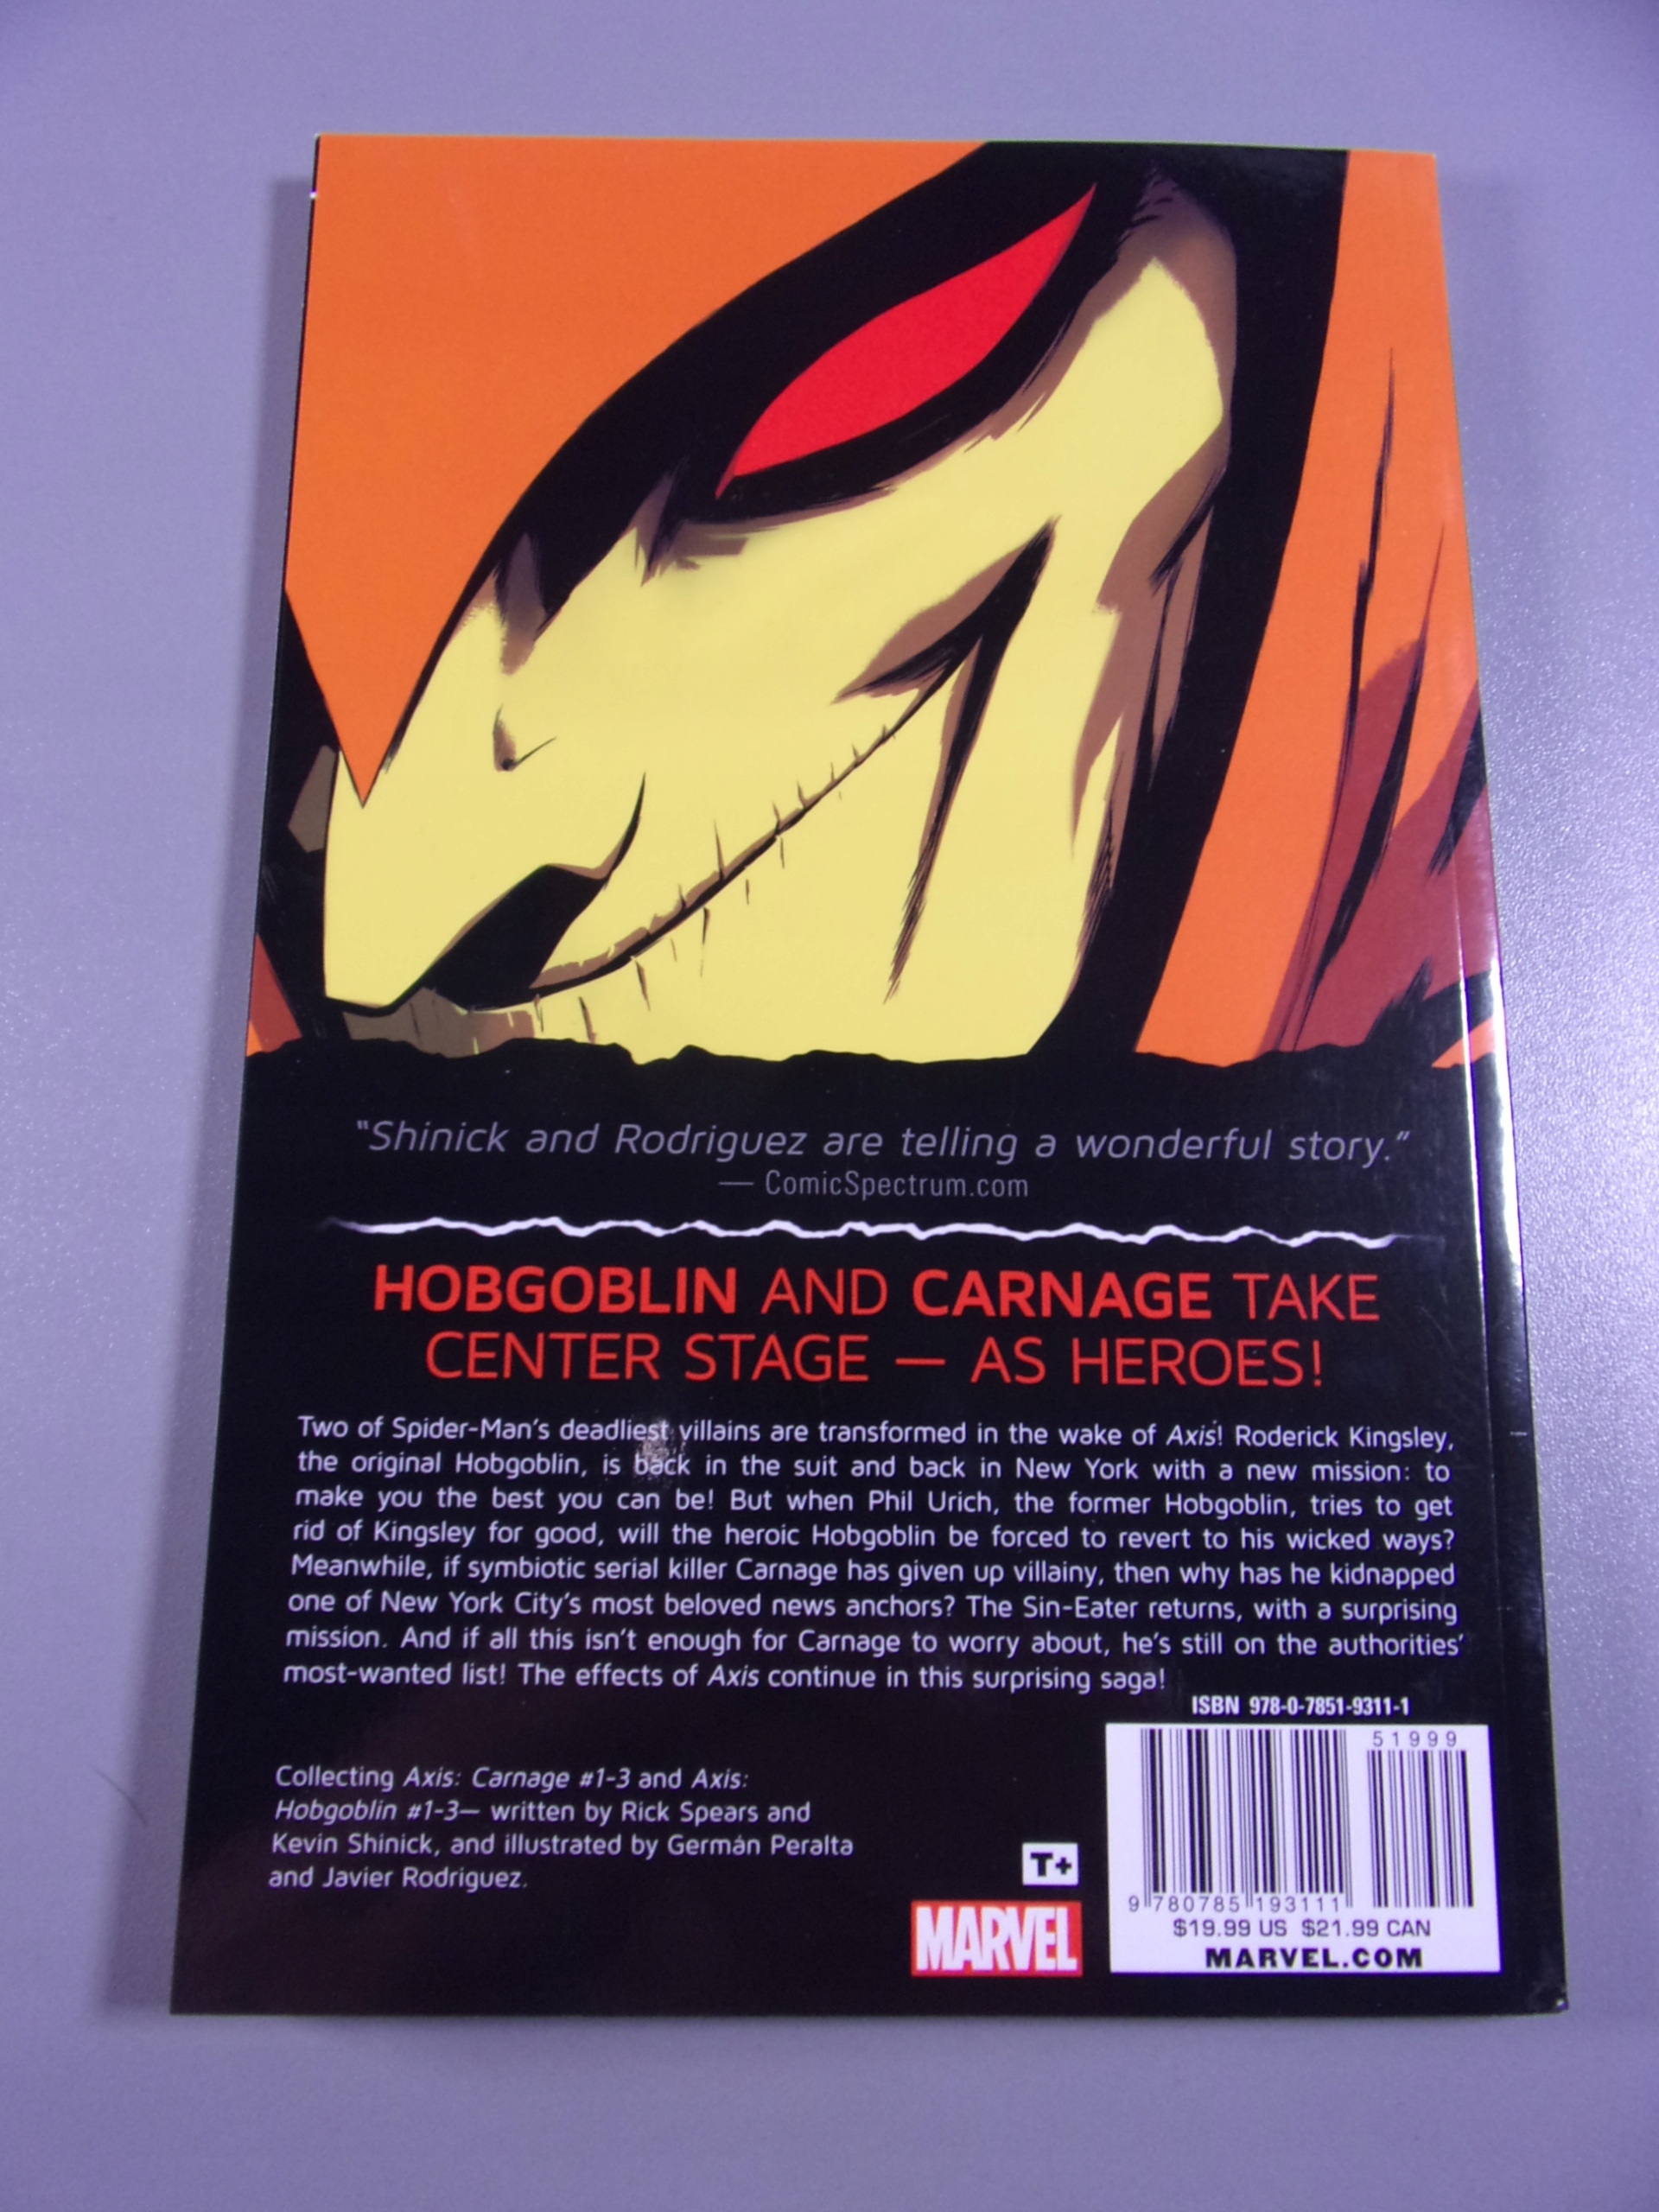 "Shinick and Rodriguez are telling a wonderful story."
— ComicSpectrum.com
HOBGOBLIN AND CARNAGE TAKE
CENTER STAGE — AS HEROES!
Two of Spider-Man's deadliest villains are transformed in the wake of Axis! Roderick Kingsley,
the original Hobgoblin, is back in the suit and back in New York with a new mission: to
make you the best you can be! But when Phil Urich, the former Hobgoblin, tries to get
rid of Kingsley for good, will the heroic Hobgoblin be forced to revert to his wicked ways?
Meanwhile, if symbiotic serial killer Carnage has given up villainy, then why has he kidnapped
one of New York City's most beloved news anchors? The Sin-Eater returns, with a surprising
mission. And if all this isn't enough for Carnage to worry about, he's still on the authorities'
most-wanted list! The effects of Axis continue in this surprising saga!
Collecting Axis: Carnage #1-3 and Axis:
Hobgoblin #1-3— written by Rick Spears and
Kevin Shinick, and illustrated by Germán Peralta
and Javier Rodriguez.
T+
MARVEL
ISBN 978-0-7851-9311-1
51999
9 780785 193111
$19.99 US $21.99 CAN
MARVEL.COM